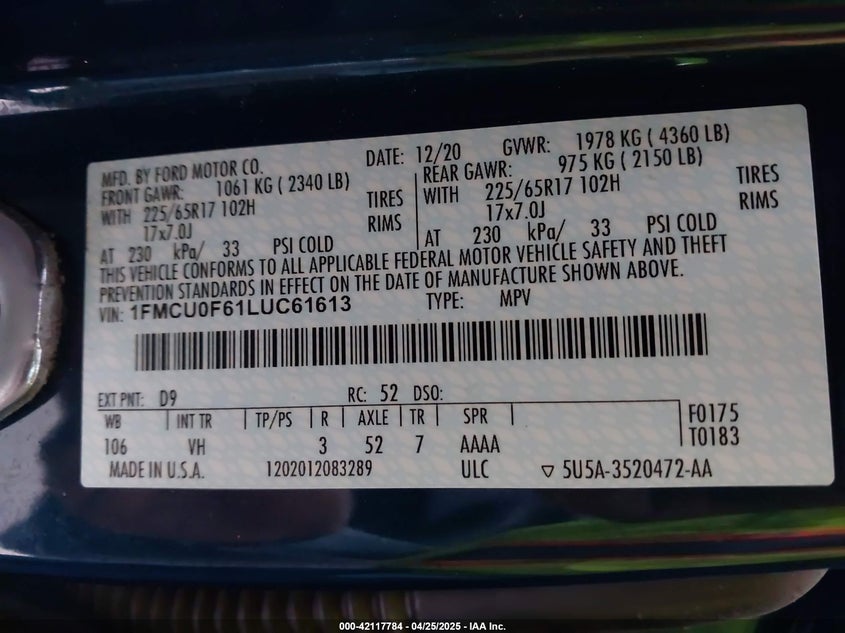 MFD. BY FORD MOTOR CO. DATE: 12/20 GVWR: 1978 KG ( 4360 LB)
FRONT GAWR: 1061 KG ( 2340 LB) REAR GAWR: 975 KG ( 2150 LB)
WITH 225/65R17 102H TIRES WITH 225/65R17 102H TIRES
17x7.0J RIMS 17x7.0J RIMS
AT 230 kPa/ 33 PSI COLD AT 230 kPa/ 33 PSI COLD
THIS VEHICLE CONFORMS TO ALL APPLICABLE FEDERAL MOTOR VEHICLE SAFETY AND THEFT
PREVENTION STANDARDS IN EFFECT ON THE DATE OF MANUFACTURE SHOWN ABOVE.
VIN: 1FMCU0F61LUC61613 TYPE: MPV
EXT PNT: D9 RC: 52 DSO:
WB INT TR TP/PS R AXLE TR SPR F0175
106 VH 3 52 7 AAAA T0183
MADE IN U.S.A. 1202012083289 ULC ▽ 5U5A-3520472-AA
000-42117784 - 04/25/2025 - IAA Inc.